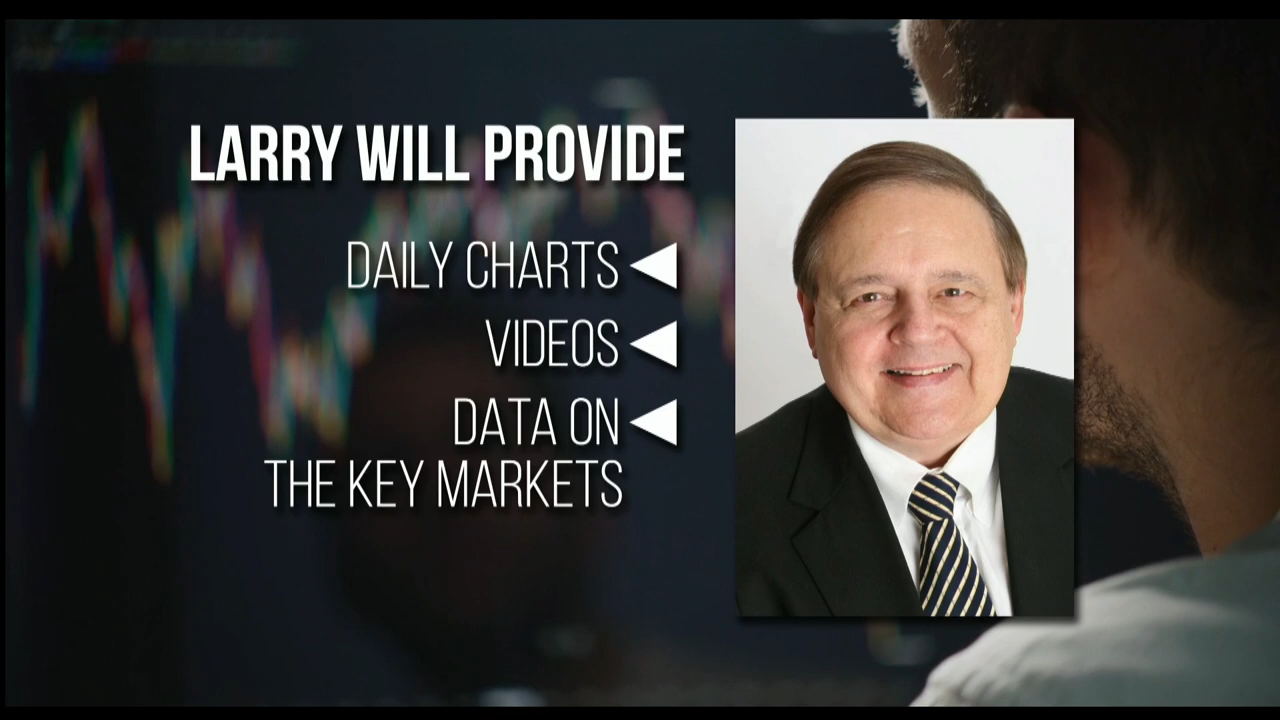 LARRY WILL PROVIDE
DAILY CHARTS
VIDEOS
DATA ON
THE KEY MARKETS